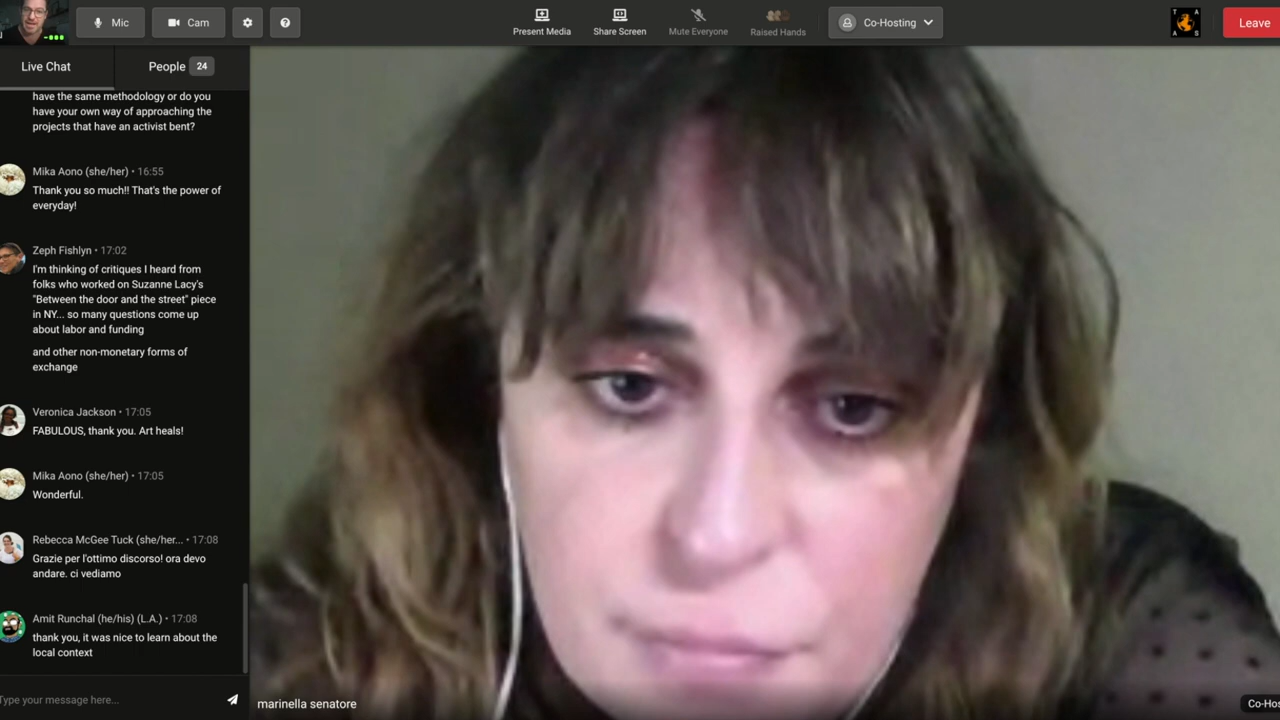 Mic
Cam
Present Media
Share Screen
Mute Everyone
Raised Hands
Co-Hosting
T A
A S
Leave
Live Chat
People 24
have the same methodology or do you
have your own way of approaching the
projects that have an activist bent?
Mika Aono (she/her) • 16:55
Thank you so much!! That's the power of
everyday!
Zeph Fishlyn • 17:02
I'm thinking of critiques I heard from
folks who worked on Suzanne Lacy's
"Between the door and the street" piece
in NY... so many questions come up
about labor and funding
and other non-monetary forms of
exchange
Veronica Jackson • 17:05
FABULOUS, thank you. Art heals!
Mika Aono (she/her) • 17:05
Wonderful.
Rebecca McGee Tuck (she/her... • 17:08
Grazie per l'ottimo discorso! ora devo
andare. ci vediamo
Amit Runchal (he/his) (L.A.) • 17:08
thank you, it was nice to learn about the
local context
Type your message here...
marinella senatore
Co-Hos